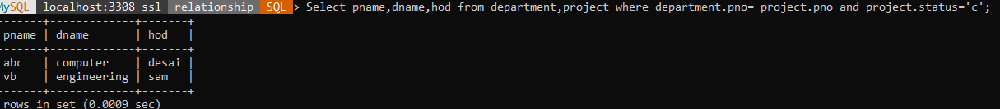 MySQL localhost:3308 ssl relationship SQL > Select pname,dname,hod from department,project where department.pno= project.pno and project.status='c';
-------+-------------+-------+
pname | dname | hod |
-------+-------------+-------+
abc | computer | desai |
vb | engineering | sam |
-------+-------------+-------+
rows in set (0.0009 sec)